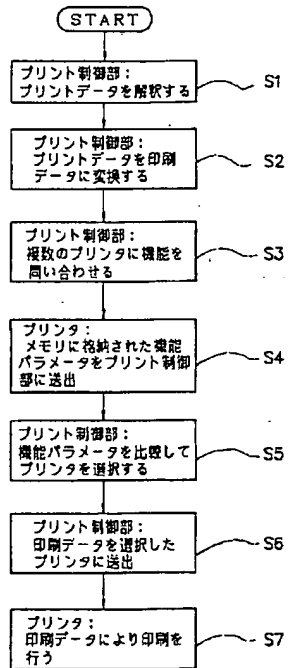 START
プリント制御部：
プリントデータを解釈する
S1
プリント制御部：
プリントデータを印刷
データに変換する
S2
プリント制御部：
複数のプリンタに機能を
問い合わせる
S3
プリンタ：
メモリに格納された機能
パラメータをプリント制御
部に送出
S4
プリント制御部：
機能パラメータを比較して
プリンタを選択する
S5
プリント制御部：
印刷データを選択した
プリンタに送出
S6
プリンタ：
印刷データにより印刷を
行う
S7